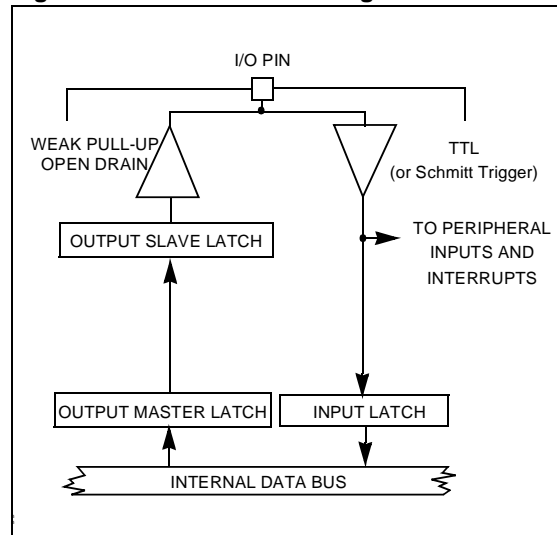 I/O PIN
WEAK PULL-UP
OPEN DRAIN
TTL
(or Schmitt Trigger)
TO PERIPHERAL
INPUTS AND
INTERRUPTS
OUTPUT SLAVE LATCH
OUTPUT MASTER LATCH
INPUT LATCH
INTERNAL DATA BUS